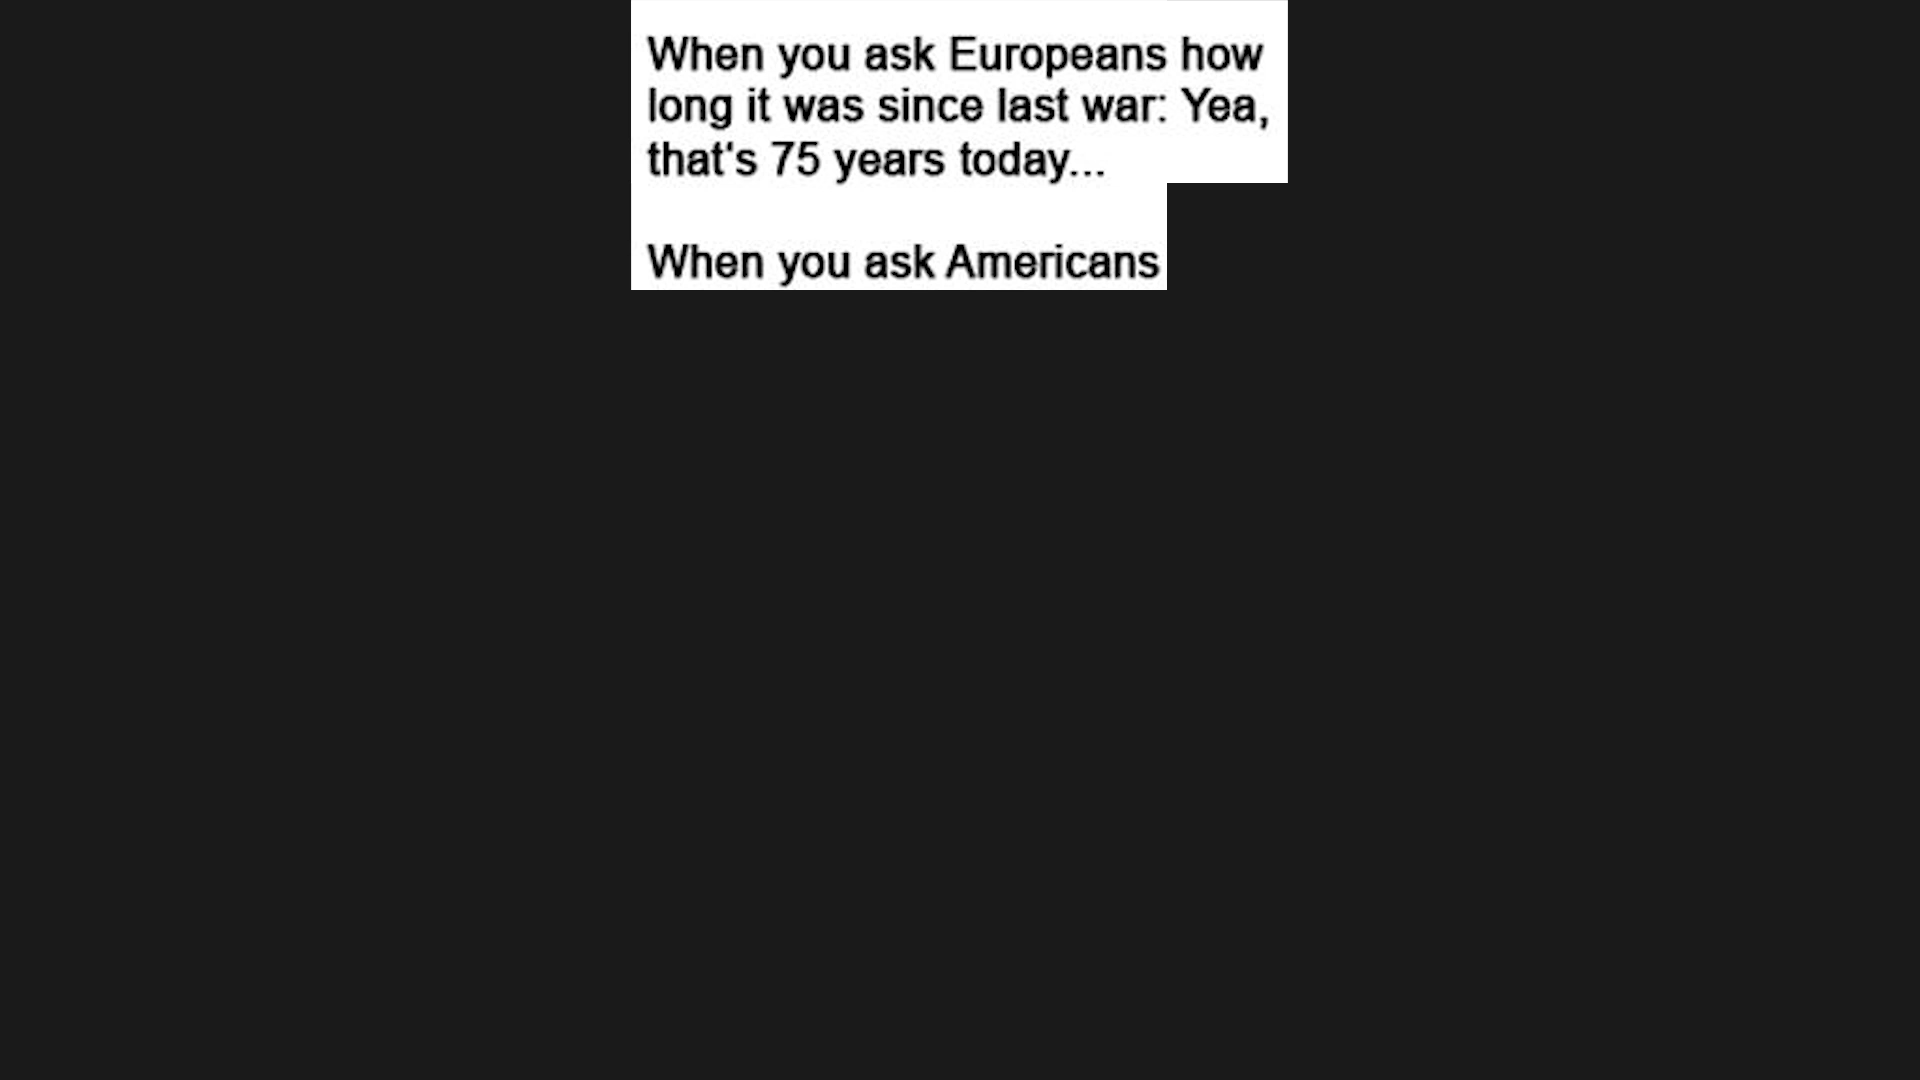 When you ask Europeans how
long it was since last war: Yea,
that's 75 years today...
When you ask Americans